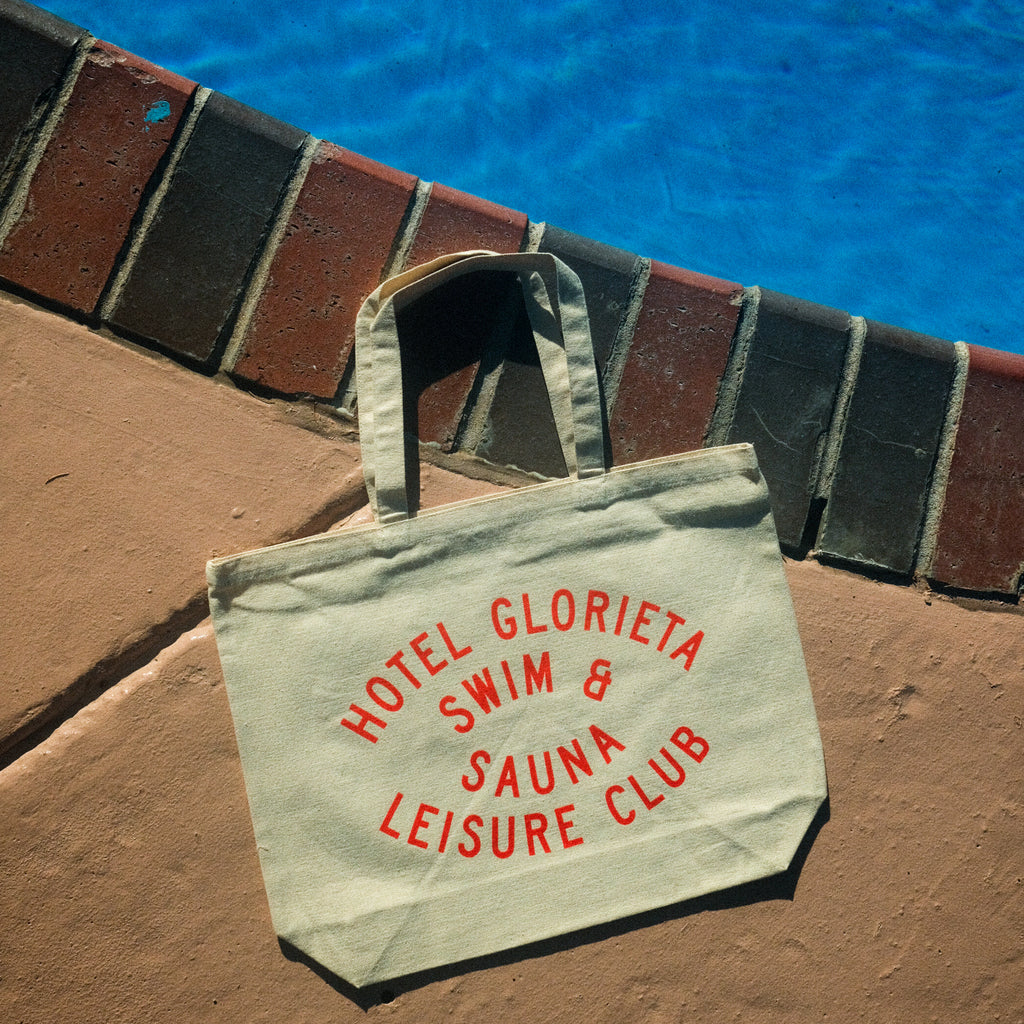 HOTEL GLORIETA
SWIM &
SAUNA
LEISURE CLUB